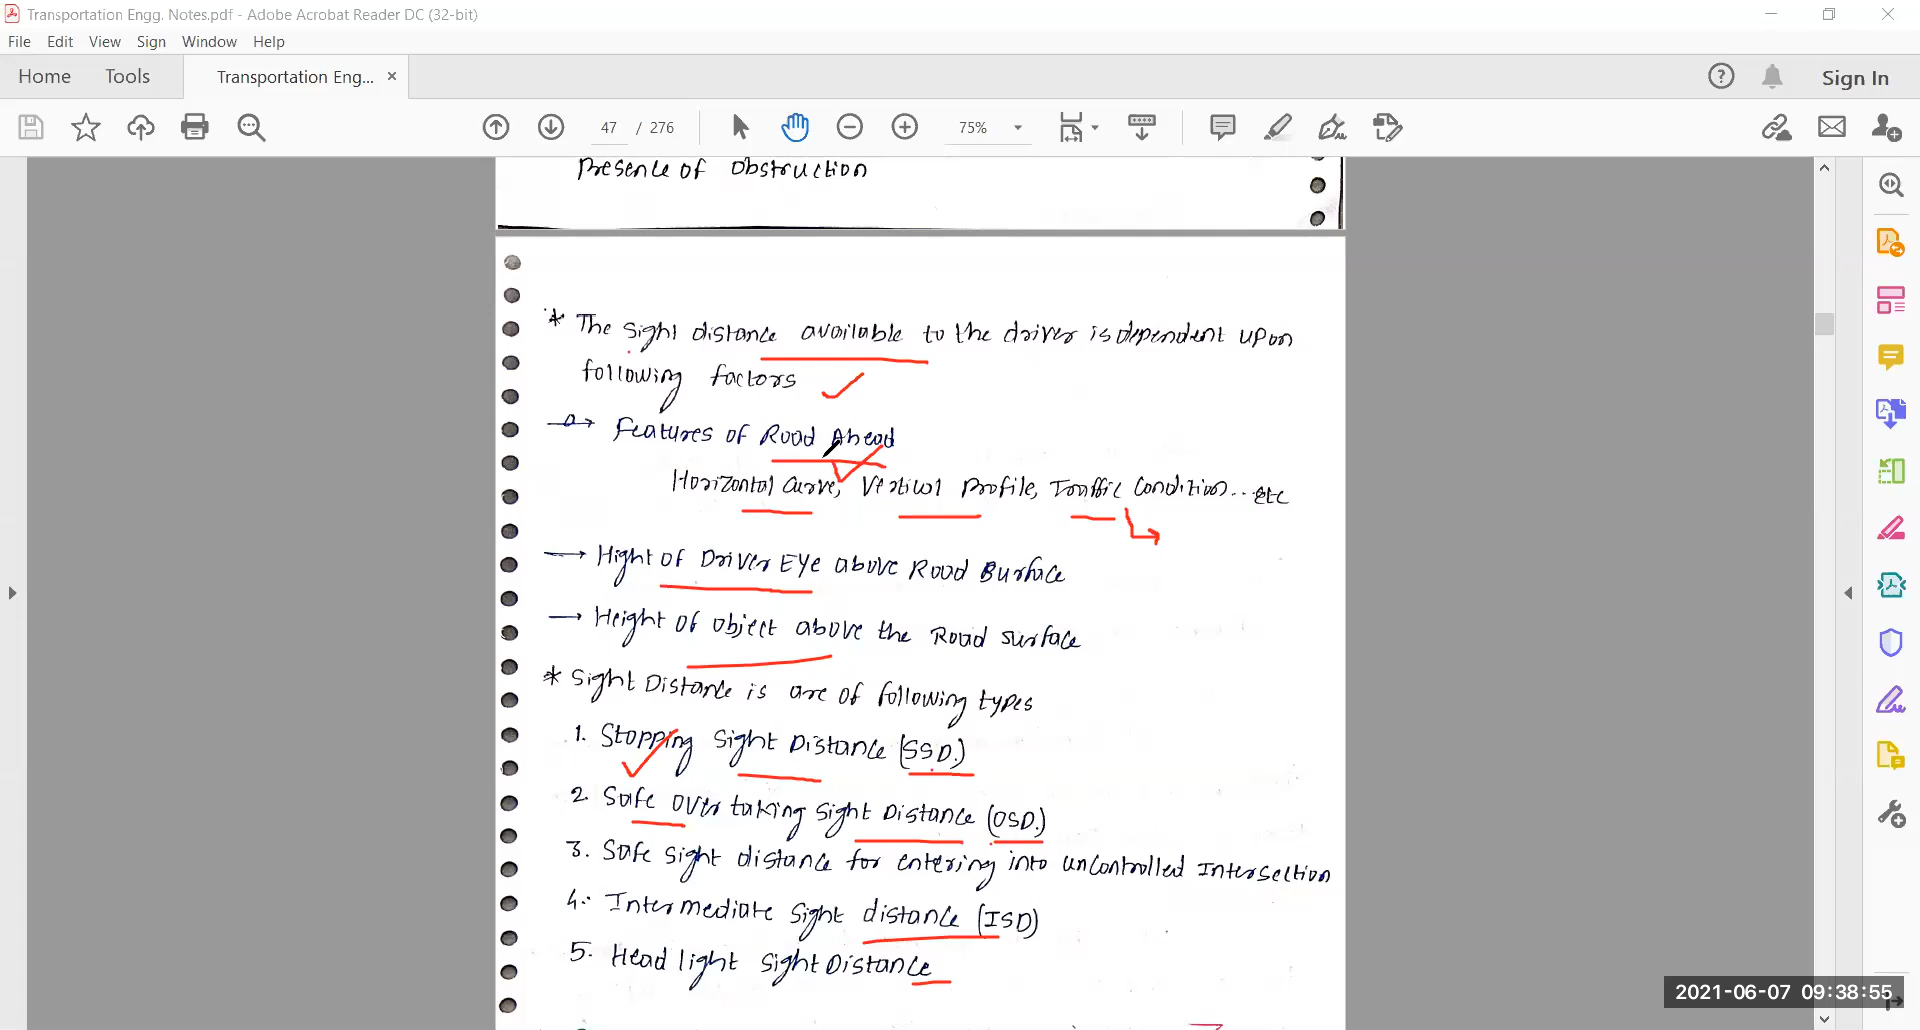 Transportation Engg. Notes.pdf - Adobe Acrobat Reader DC (32-bit)
File Edit View Sign Window Help
Home Tools Transportation Eng... × Sign In
47 / 276 75%
Presence of obstruction
* The sight distance available to the driver is dependent upon
following factors
→ Features of Road Ahead
Horizontal Curve, Vertical Profile, Traffic Condition... etc
→ Hight of Driver Eye above Road Surface
→ Height of object above the Road surface
* Sight Distance is are of following types
1. Stopping Sight Distance (SSD.)
2. Safe over taking sight Distance (OSD.)
3. Safe sight distance for entering into uncontrolled Intersection
4. Intermediate sight distance (ISD)
5. Head light sight Distance
2021-06-07 09:38:55